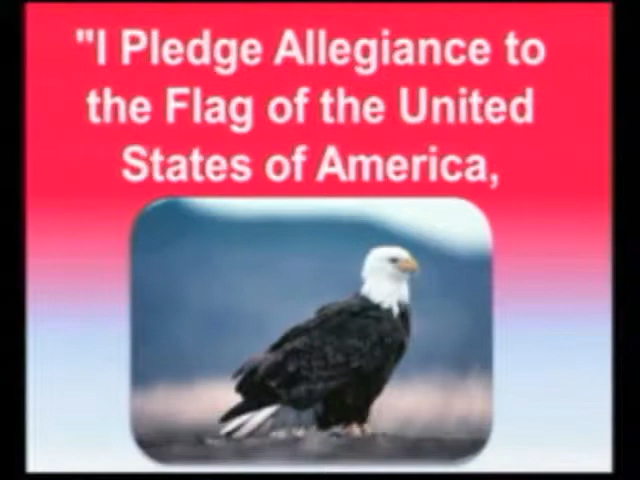 "I Pledge Allegiance to
the Flag of the United
States of America,